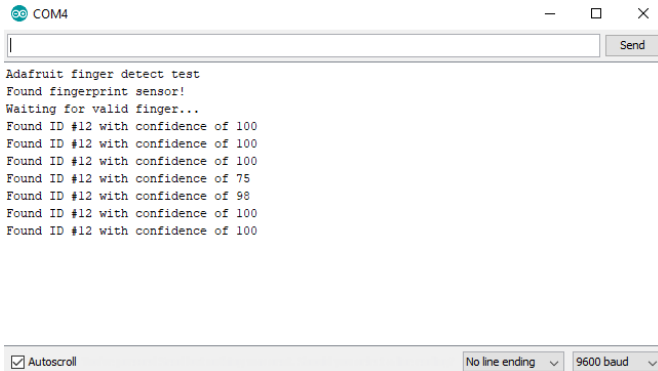 COM4
Send
Adafruit finger detect test
Found fingerprint sensor!
Waiting for valid finger...
Found ID #12 with confidence of 100
Found ID #12 with confidence of 100
Found ID #12 with confidence of 100
Found ID #12 with confidence of 75
Found ID #12 with confidence of 98
Found ID #12 with confidence of 100
Found ID #12 with confidence of 100
Autoscroll No line ending 9600 baud